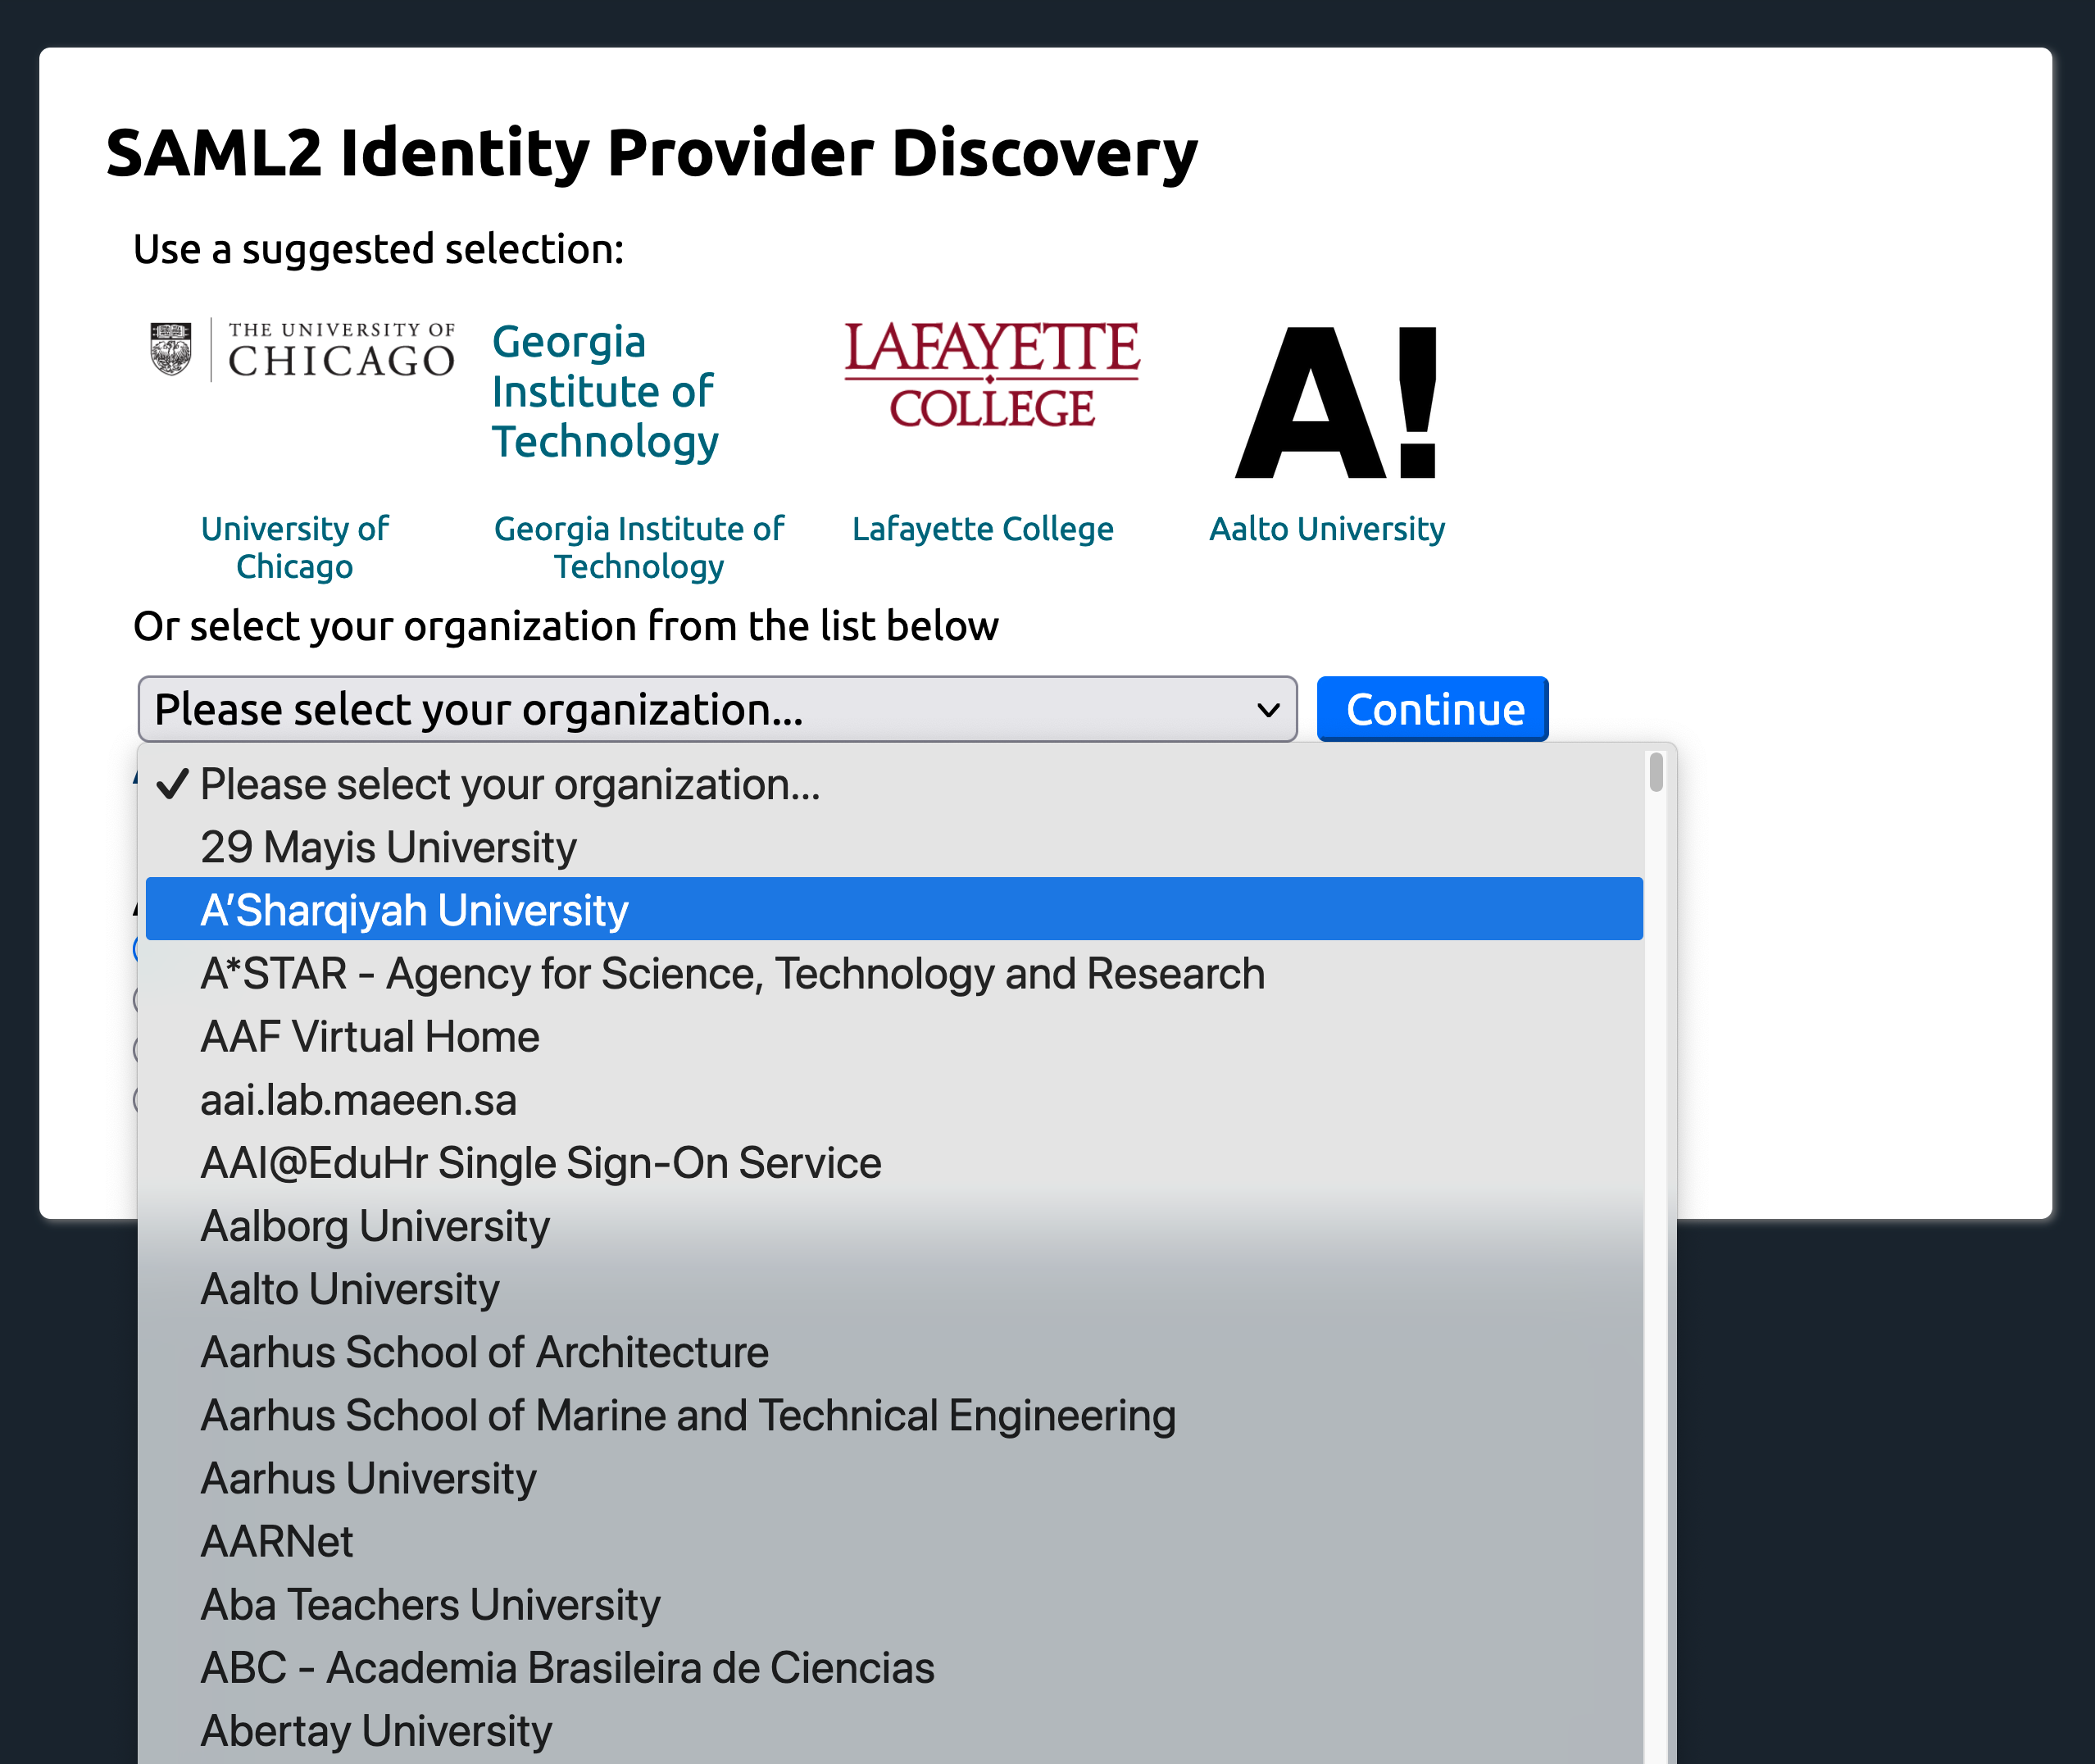 SAML2 Identity Provider Discovery
Use a suggested selection:
THE UNIVERSITY OF
CHICAGO
Georgia
Institute of
Technology
LAFAYETTE
COLLEGE
A!
University of
Chicago
Georgia Institute of
Technology
Lafayette College
Aalto University
Or select your organization from the list below
Please select your organization...
Continue
✓ Please select your organization...
29 Mayis University
A’Sharqiyah University
A*STAR - Agency for Science, Technology and Research
AAF Virtual Home
aai.lab.maeen.sa
AAI@EduHr Single Sign-On Service
Aalborg University
Aalto University
Aarhus School of Architecture
Aarhus School of Marine and Technical Engineering
Aarhus University
AARNet
Aba Teachers University
ABC - Academia Brasileira de Ciencias
Abertay University